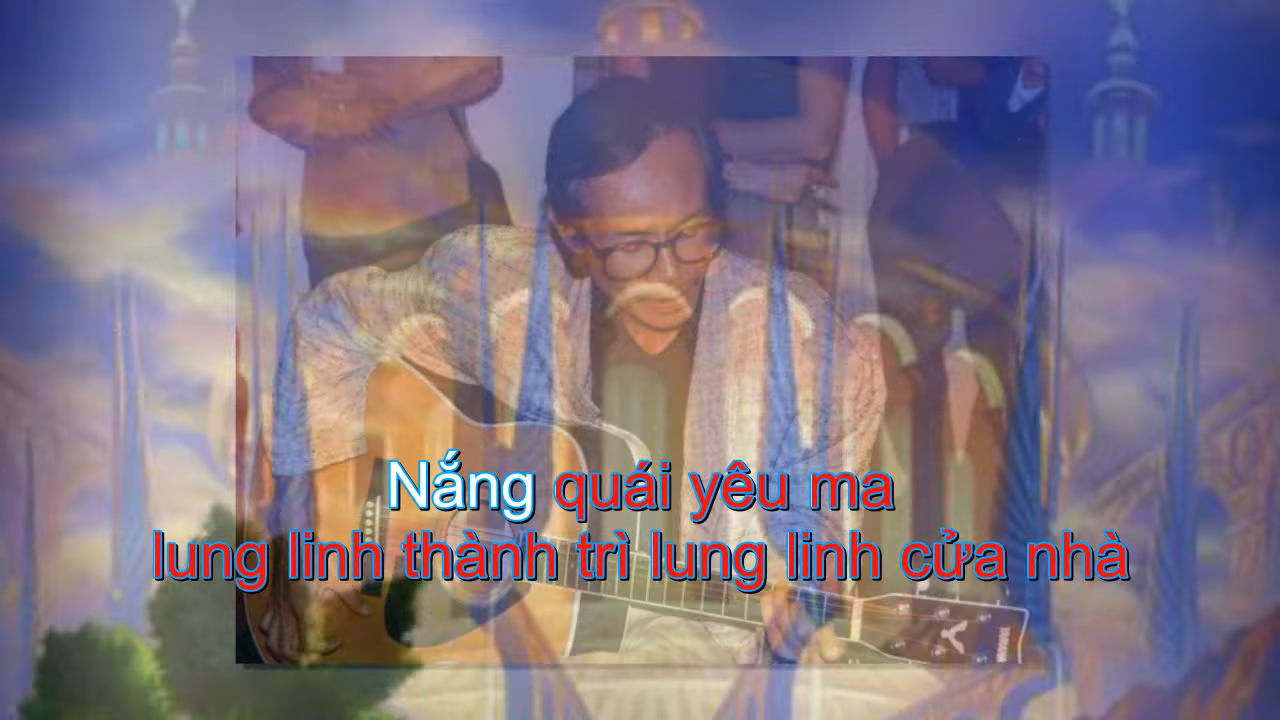 Nắng quái yêu ma
lung linh thành trì lung linh cửa nhà